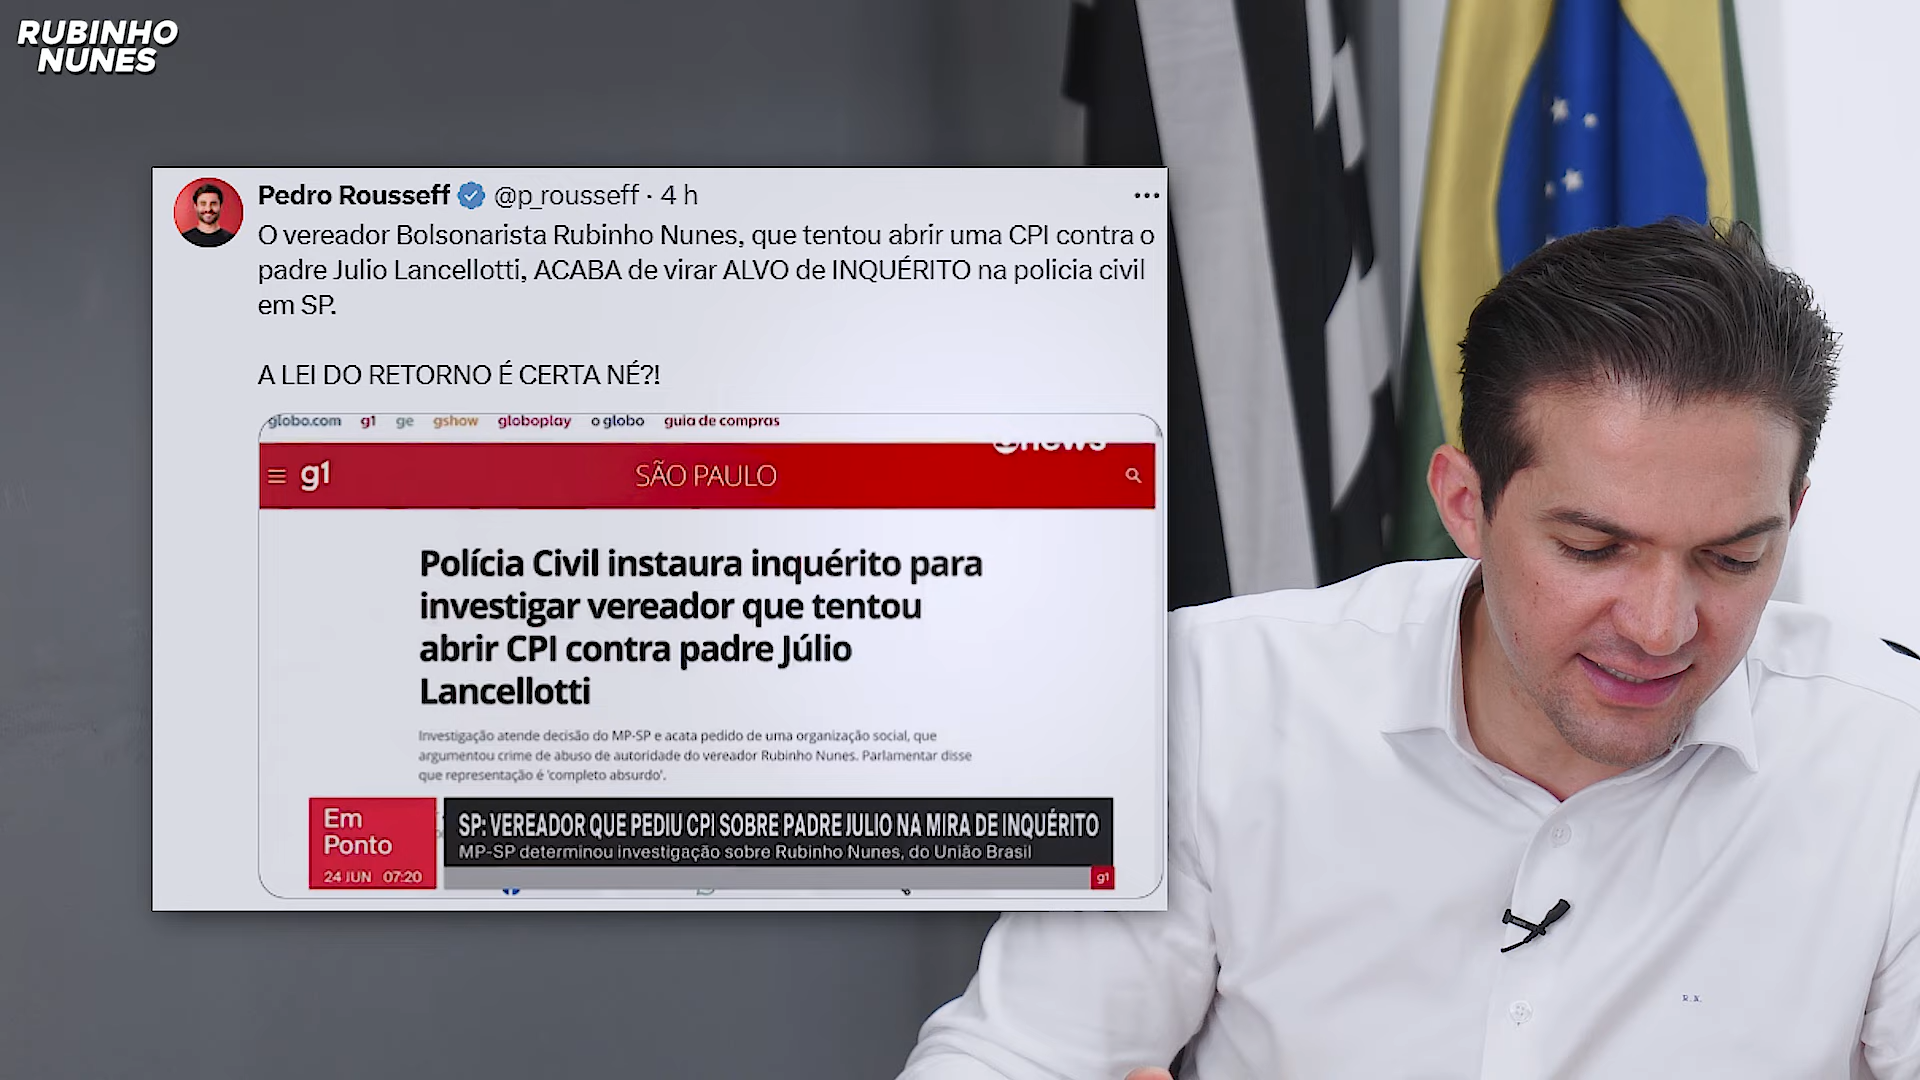 RUBINHO
NUNES
Pedro Rousseff @p_rousseff · 4 h
O vereador Bolsonarista Rubinho Nunes, que tentou abrir uma CPI contra o
padre Julio Lancellotti, ACABA de virar ALVO de INQUÉRITO na policia civil
em SP.
A LEI DO RETORNO É CERTA NÉ?!
globo.com g1 ge gshow globoplay o globo guia de compras
g1 SÃO PAULO
Polícia Civil instaura inquérito para
investigar vereador que tentou
abrir CPI contra padre Júlio
Lancellotti
Investigação atende decisão do MP-SP e acata pedido de uma organização social, que
argumentou crime de abuso de autoridade do vereador Rubinho Nunes. Parlamentar disse
que representação é 'completo absurdo'.
Em
Ponto
24 JUN 07:20
SP: VEREADOR QUE PEDIU CPI SOBRE PADRE JULIO NA MIRA DE INQUÉRITO
MP-SP determinou investigação sobre Rubinho Nunes, do União Brasil
g1
R.N.